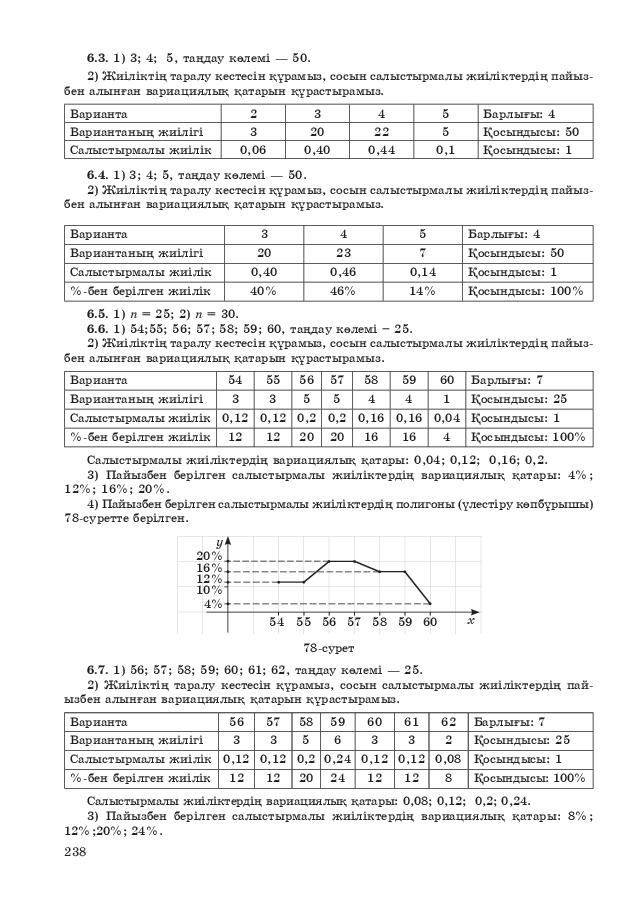 6.3. 1) 3; 4; 5, таңдау көлемі — 50.
2) Жиіліктің таралу кестесін құрамыз, сосын салыстырмалы жиіліктердің пайыз-
бен алынған вариациялық қатарын құрастырамыз.
Варианта 2 3 4 5 Барлығы: 4
Вариантаның жиілігі 3 20 22 5 Қосындысы: 50
Салыстырмалы жиілік 0,06 0,40 0,44 0,1 Қосындысы: 1
6.4. 1) 3; 4; 5, таңдау көлемі — 50.
2) Жиіліктің таралу кестесін құрамыз, сосын салыстырмалы жиіліктердің пайыз-
бен алынған вариациялық қатарын құрастырамыз.
Варианта 3 4 5 Барлығы: 4
Вариантаның жиілігі 20 23 7 Қосындысы: 50
Салыстырмалы жиілік 0,40 0,46 0,14 Қосындысы: 1
%-бен берілген жиілік 40% 46% 14% Қосындысы: 100%
6.5. 1) n = 25; 2) n = 30.
6.6. 1) 54;55; 56; 57; 58; 59; 60, таңдау көлемі – 25.
2) Жиіліктің таралу кестесін құрамыз, сосын салыстырмалы жиіліктердің пайыз-
бен алынған вариациялық қатарын құрастырамыз.
Варианта 54 55 56 57 58 59 60 Барлығы: 7
Вариантаның жиілігі 3 3 5 5 4 4 1 Қосындысы: 25
Салыстырмалы жиілік 0,12 0,12 0,2 0,2 0,16 0,16 0,04 Қосындысы: 1
%-бен берілген жиілік 12 12 20 20 16 16 4 Қосындысы: 100%
Салыстырмалы жиіліктердің вариациялық қатары: 0,04; 0,12; 0,16; 0,2.
3) Пайызбен берілген салыстырмалы жиіліктердің вариациялық қатары: 4%;
12%; 16%; 20%.
4) Пайызбен берілген салыстырмалы жиіліктердің полигоны (үлестіру көпбұрышы)
78-суретте берілген.
y
20%
16%
12%
10%
4%
54 55 56 57 58 59 60 x
78-сурет
6.7. 1) 56; 57; 58; 59; 60; 61; 62, таңдау көлемі — 25.
2) Жиіліктің таралу кестесін құрамыз, сосын салыстырмалы жиіліктердің пай-
ызбен алынған вариациялық қатарын құрастырамыз.
Варианта 56 57 58 59 60 61 62 Барлығы: 7
Вариантаның жиілігі 3 3 5 6 3 3 2 Қосындысы: 25
Салыстырмалы жиілік 0,12 0,12 0,2 0,24 0,12 0,12 0,08 Қосындысы: 1
%-бен берілген жиілік 12 12 20 24 12 12 8 Қосындысы: 100%
Салыстырмалы жиіліктердің вариациялық қатары: 0,08; 0,12; 0,2; 0,24.
3) Пайызбен берілген салыстырмалы жиіліктердің вариациялық қатары: 8%;
12%;20%; 24%.
238